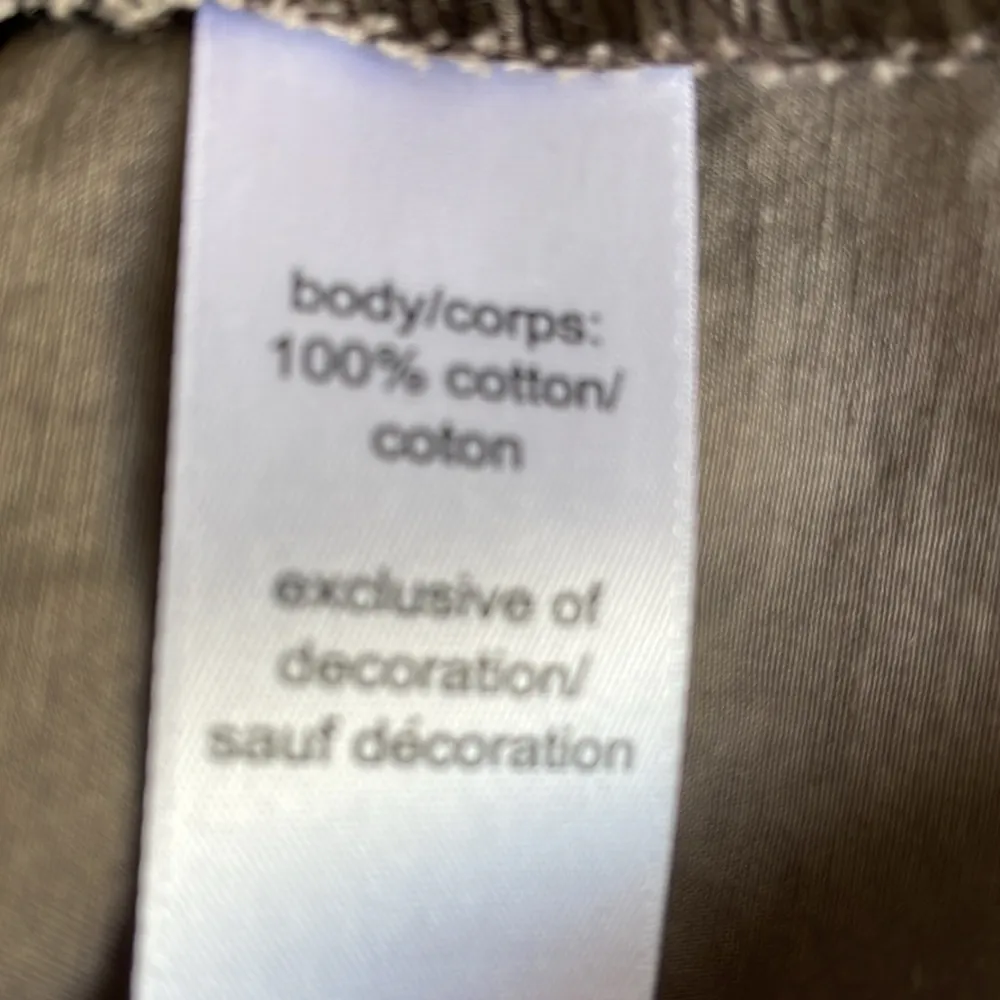 body/corps:
100% cotton/
coton
exclusive of
decoration/
sauf décoration